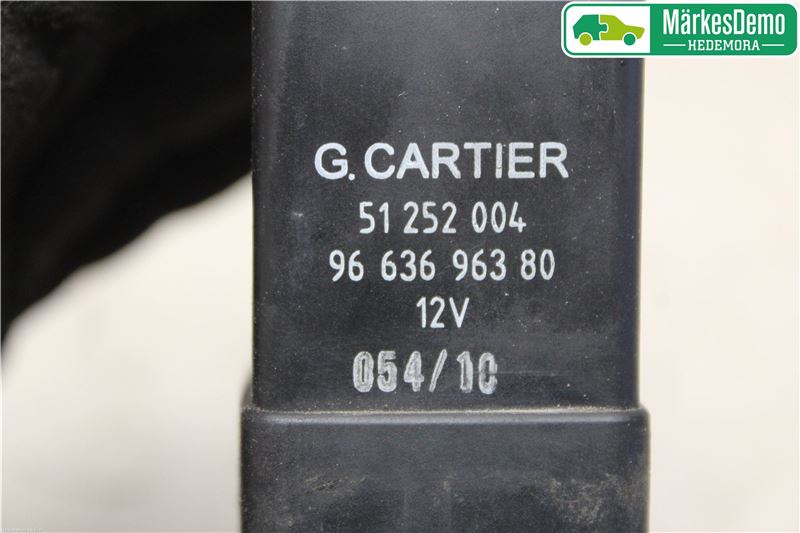 MärkesDemo
HEDEMORA
G. CARTIER
51 252 004
96 636 963 80
12V
054/10